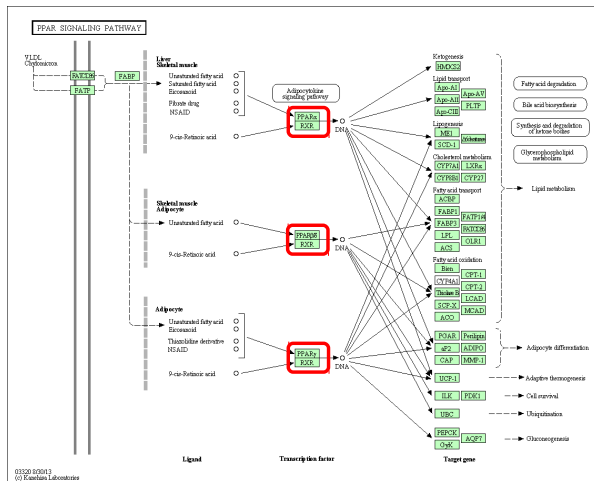 PPAR SIGNALING PATHWAY
VLDL
Chylomicron
FATCD36
FATP
FABP
Liver
Skeletal muscle
Unsaturated fatty acid
Saturated fatty acid
Eicosanoid
Fibrate drug
NSAID
9-cis-Retinoic acid
Adipocytokine
signaling pathway
PPARα
RXR
DNA
Skeletal muscle
Adipocyte
Unsaturated fatty acid
9-cis-Retinoic acid
PPARβ/δ
RXR
DNA
Adipocyte
Unsaturated fatty acid
Eicosanoid
Thiazolidine derivative
NSAID
9-cis-Retinoic acid
PPARγ
RXR
DNA
Ketogenesis
HMGCS2
Lipid transport
Apo-AI
Apo-AII
Apo-CIII
Apo-AV
PLTP
Lipogenesis
ME1
SCD-1
Cholesterol metabolism
CYP7A1
LXRα
CYP8B1
CYP27
Fatty acid transport
ACBP
FABP1
FABP3
LPL
ACS
FATP1/4/6
FATCD36
OLR1
Fatty acid oxidation
Bien
CYP4A1
Thiolase B
SCP-X
ACO
CPT-1
CPT-2
LCAD
MCAD
PGAR
Perilipin
aP2
ADIPO
CAP
MMP-1
UCP-1
ILK
PDK1
UBC
PEPCK
GyK
AQP7
Fatty acid degradation
Bile acid biosynthesis
Synthesis and degradation
of ketone bodies
Glycerophospholipid
metabolism
Lipid metabolism
Adipocyte differentiation
Adaptive thermogenesis
Cell survival
Ubiquitination
Gluconeogenesis
Ligand
Transcription factor
Target gene
03320 8/30/13
(c) Kanehisa Laboratories